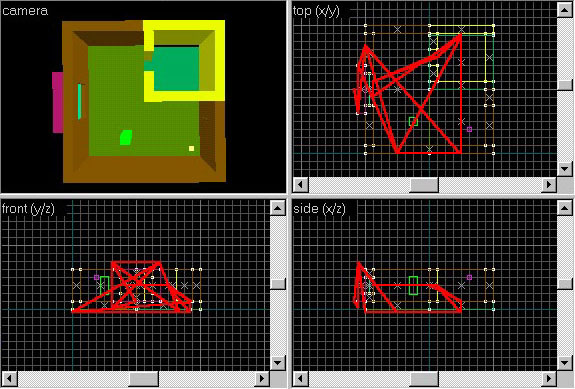 camera
top (x/y)
front (y/z)
side (x/z)